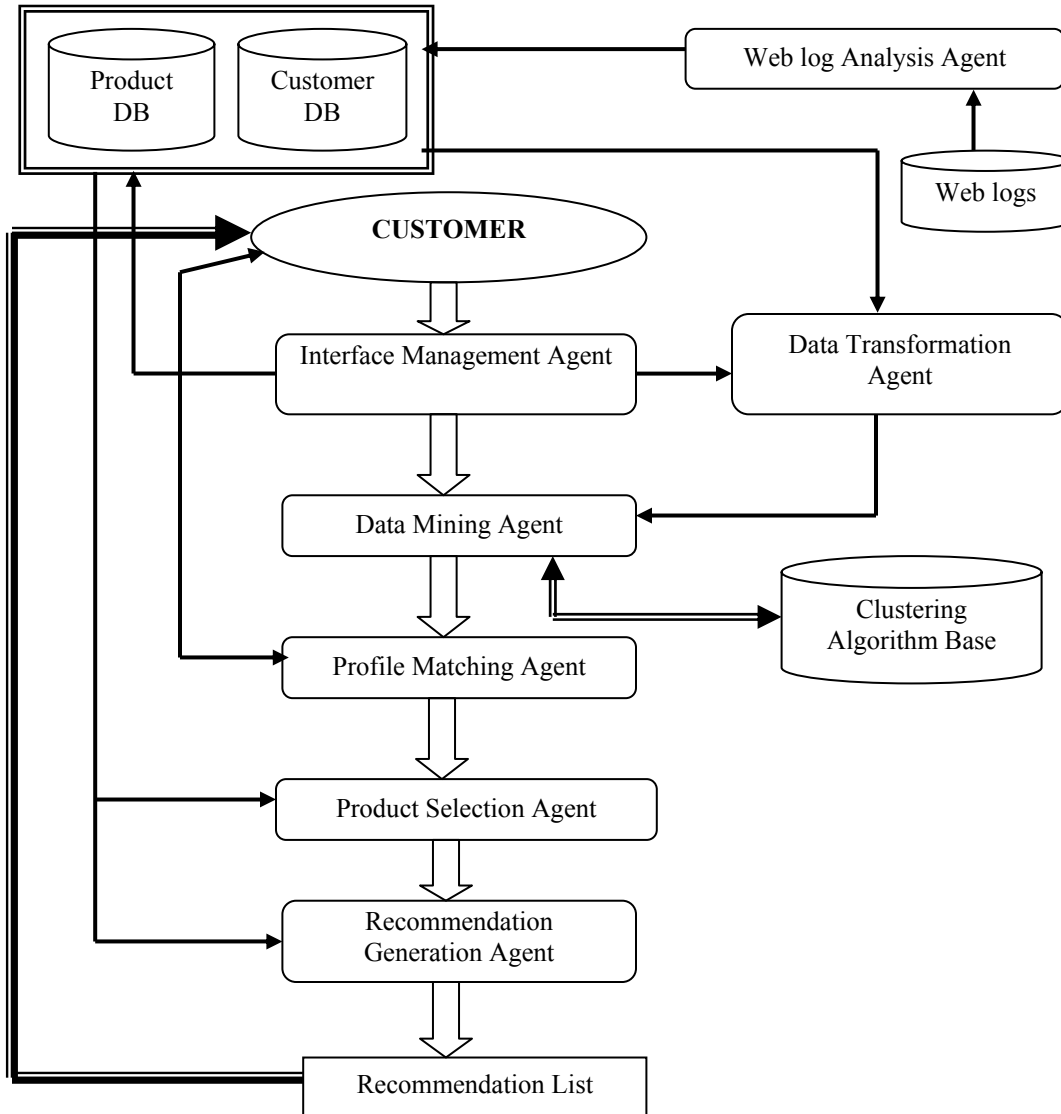 Product
DB
Customer
DB
Web log Analysis Agent
Web logs
CUSTOMER
Interface Management Agent
Data Transformation
Agent
Data Mining Agent
Clustering
Algorithm Base
Profile Matching Agent
Product Selection Agent
Recommendation
Generation Agent
Recommendation List